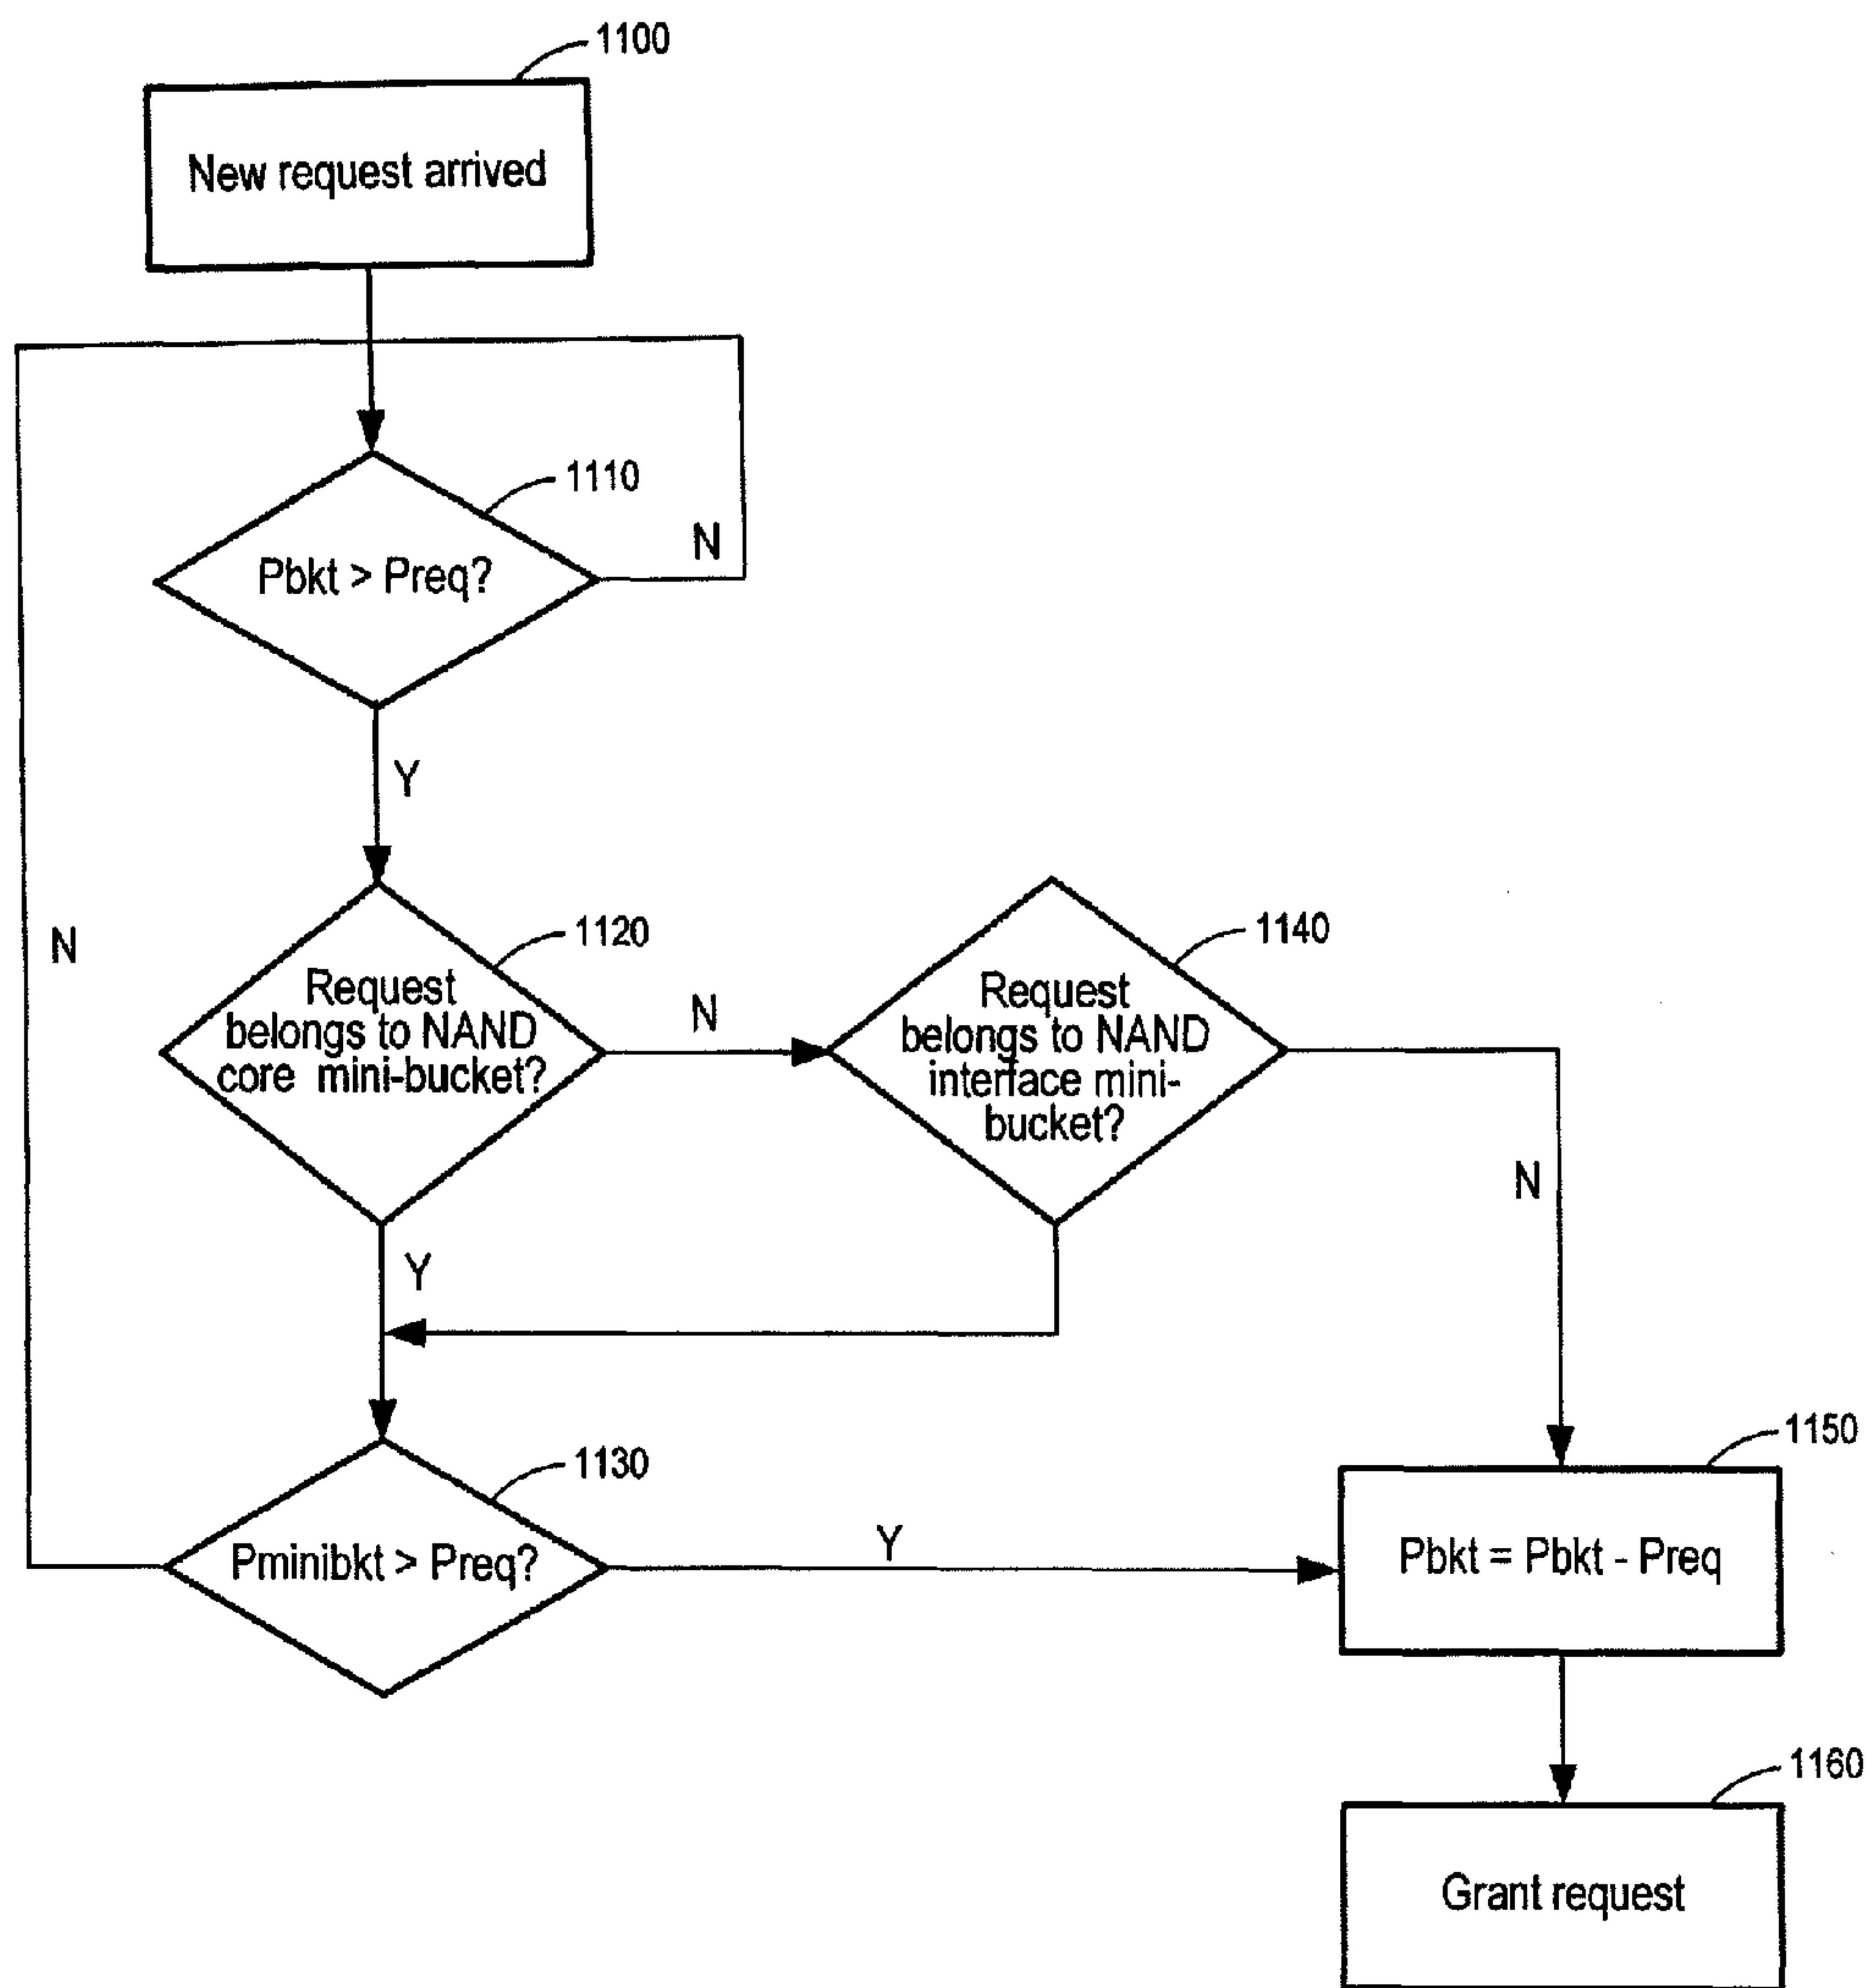 1100
New request arrived
1110
Pbkt > Preq?
N
Y
N
1120
Request
belongs to NAND
core mini-bucket?
N
1140
Request
belongs to NAND
interface mini-
bucket?
N
Y
1130
Pminibkt > Preq?
Y
1150
Pbkt = Pbkt - Preq
1160
Grant request